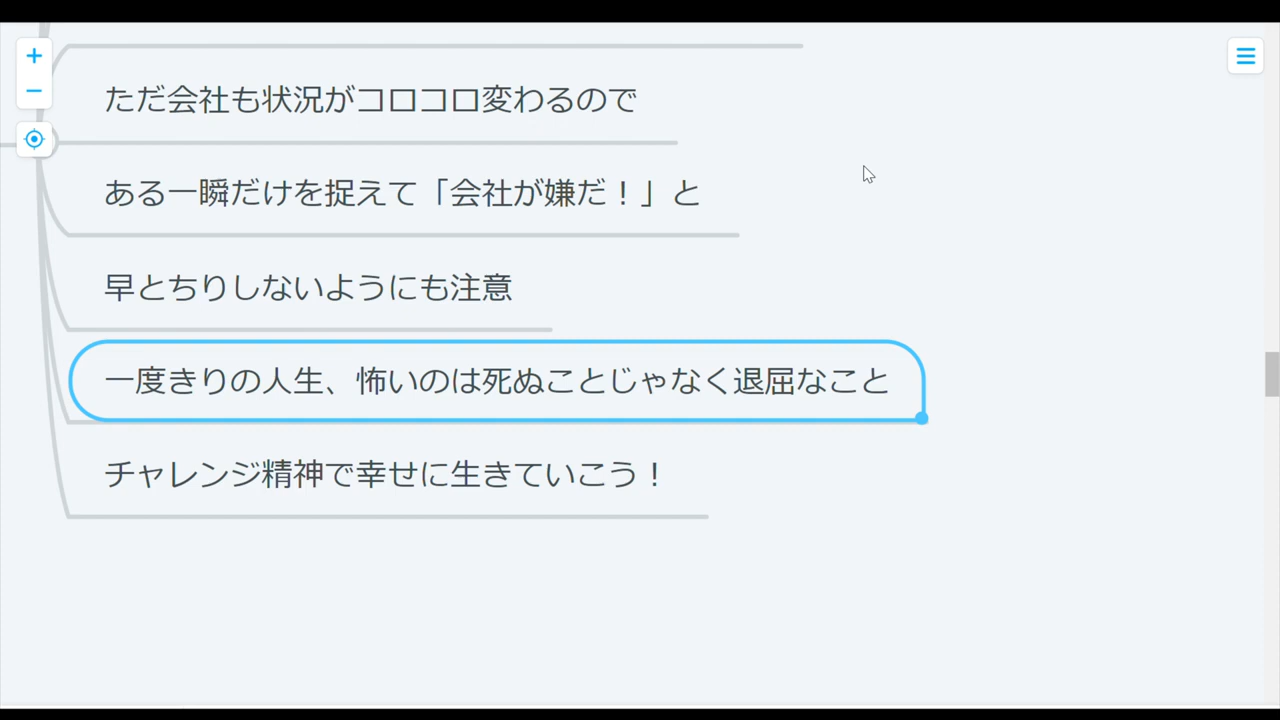 ただ会社も状況がコロコロ変わるので
ある一瞬だけを捉えて「会社が嫌だ！」と
早とちりしないようにも注意
一度きりの人生、怖いのは死ぬことじゃなく退屈なこと
チャレンジ精神で幸せに生きていこう！